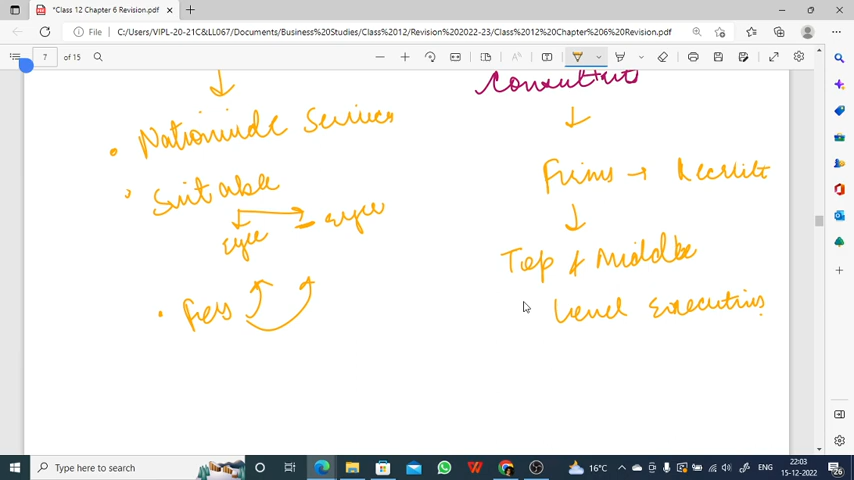 *Class 12 Chapter 6 Revision.pdf
File
C:/Users/VIPL-20-21C&LL067/Documents/Business%20Studies/Class%2012/Revision%202022-23/Class%2012%20Chapter%206%20Revision.pdf
7 of 15
Consultants
Nationwide Services
Suitable
Firms → Recruit
Top & Middle
Level Executives
Fees
Type here to search
16°C
ENG
22:03
15-12-2022
26